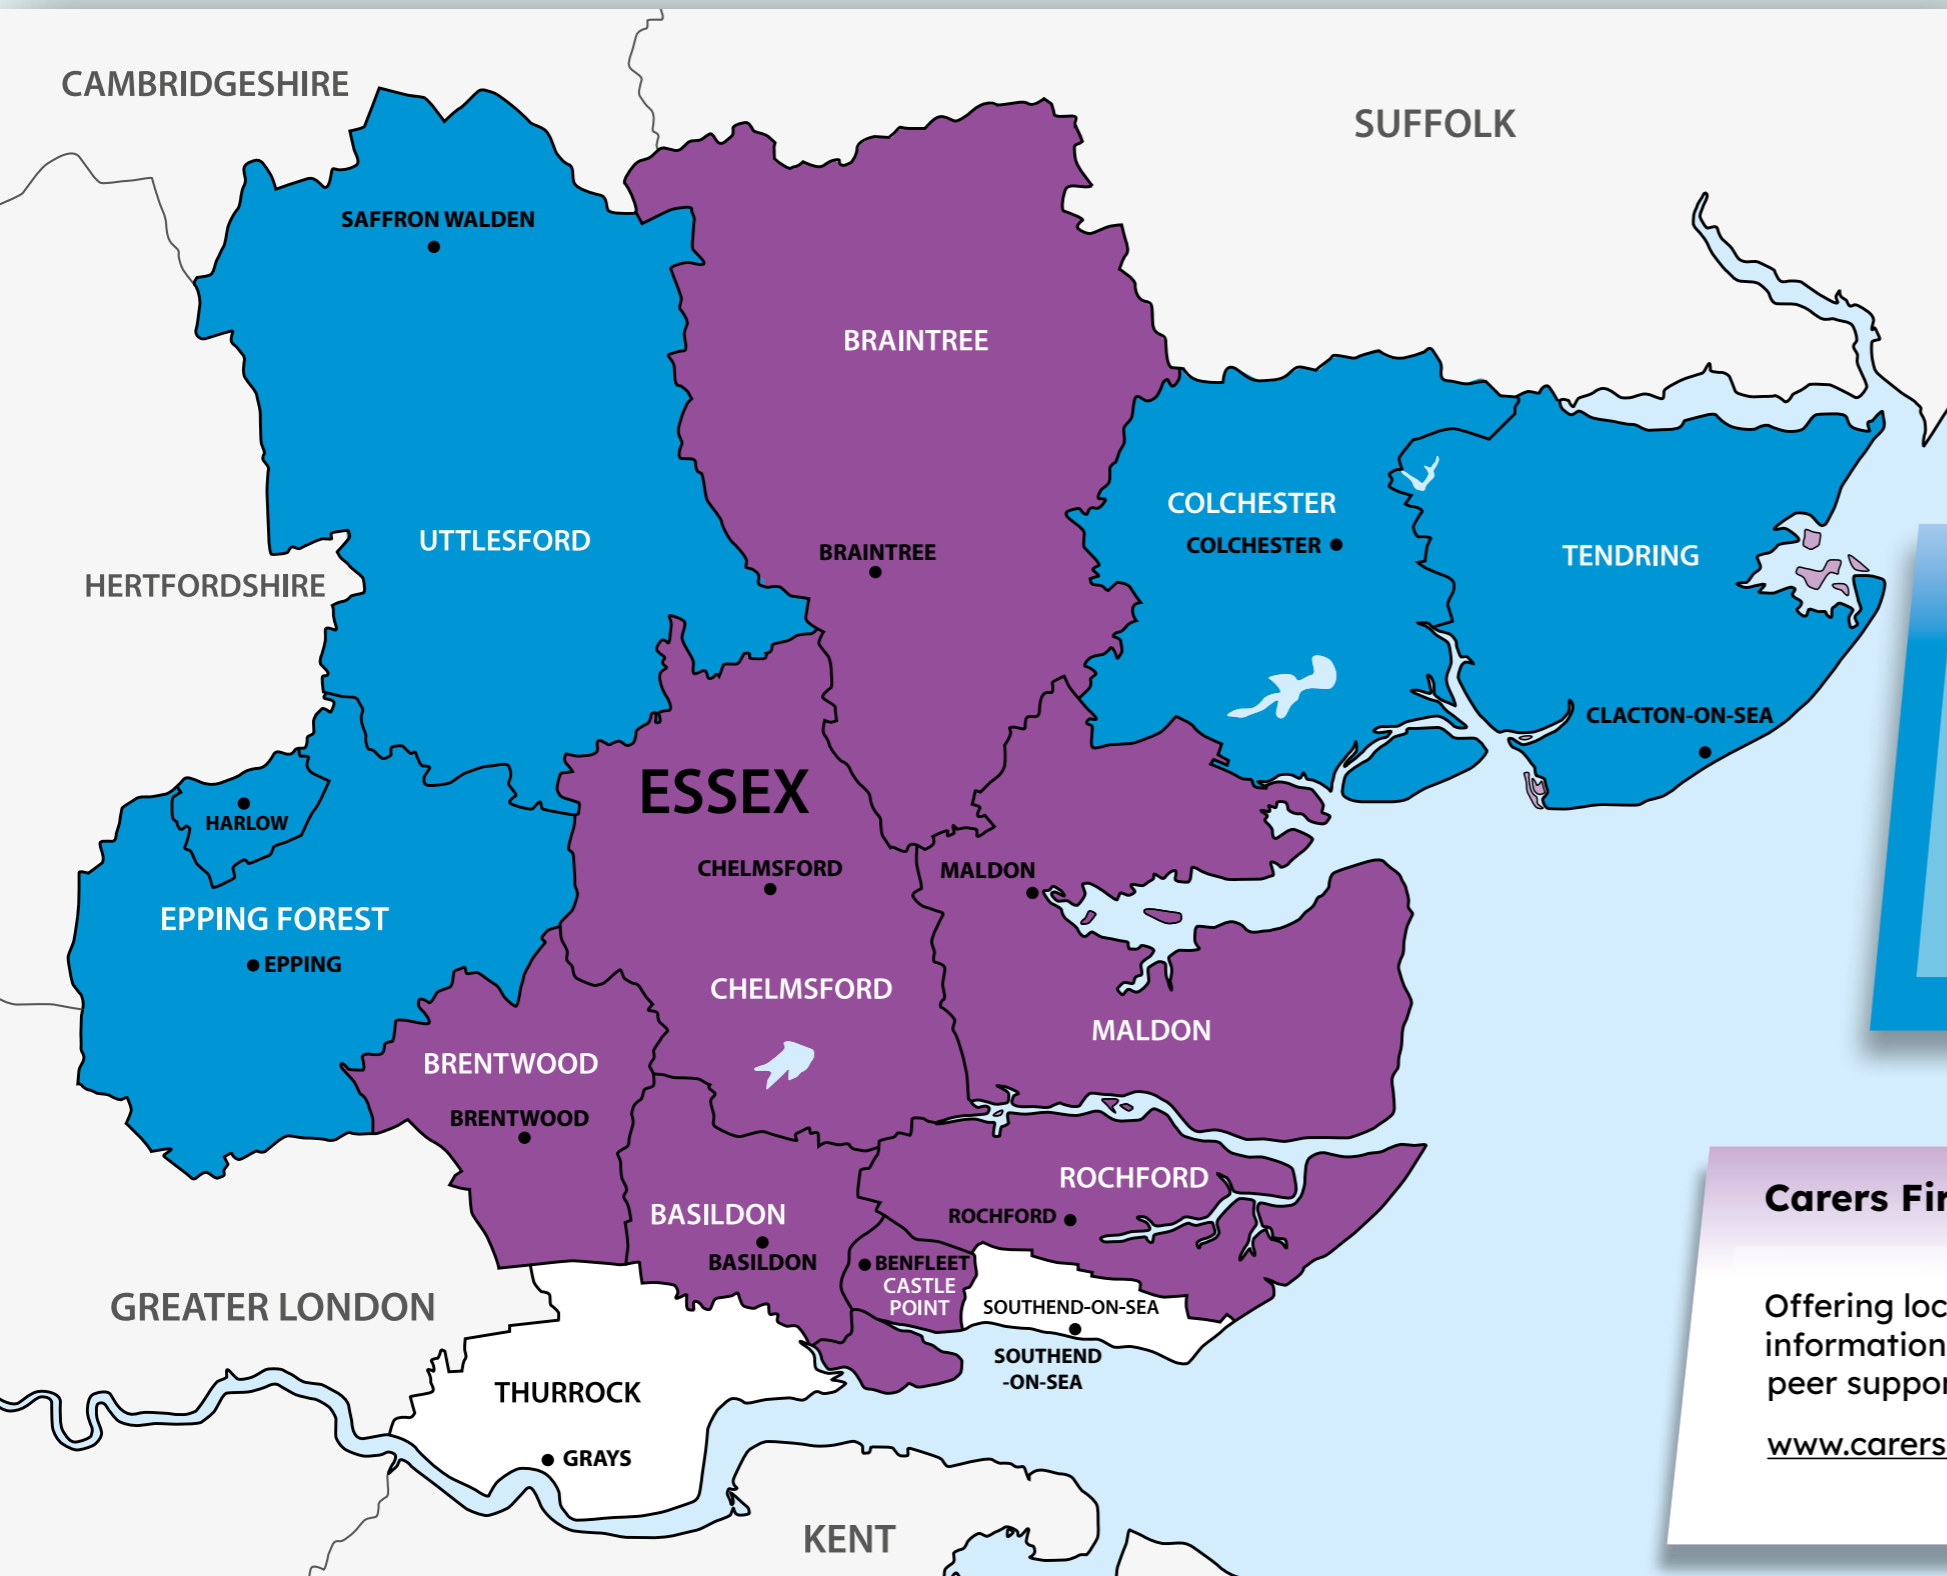 CAMBRIDGESHIRE
SUFFOLK
SAFFRON WALDEN
BRAINTREE
COLCHESTER
UTTLESFORD
BRAINTREE
COLCHESTER
TENDRING
HERTFORDSHIRE
CLACTON-ON-SEA
ESSEX
HARLOW
CHELMSFORD
MALDON
EPPING FOREST
EPPING
CHELMSFORD
MALDON
BRENTWOOD
BRENTWOOD
ROCHFORD
BASILDON
ROCHFORD
BASILDON
BENFLEET
CASTLE
POINT
GREATER LONDON
SOUTHEND-ON-SEA
SOUTHEND
-ON-SEA
THURROCK
GRAYS
KENT
Carers Fir
Offering loc
information
peer suppor
www.carers